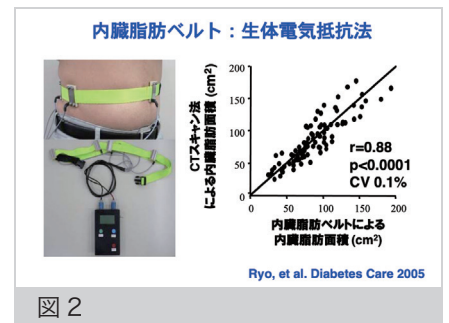 内臓脂肪ベルト：生体電気抵抗法
CTスキャン法
による内臓脂肪面積 (cm2)
200
150
100
50
0
r=0.88
p<0.0001
CV 0.1%
0 50 100 150 200
内臓脂肪ベルトによる
内臓脂肪面積 (cm2)
Ryo, et al. Diabetes Care 2005
図 2